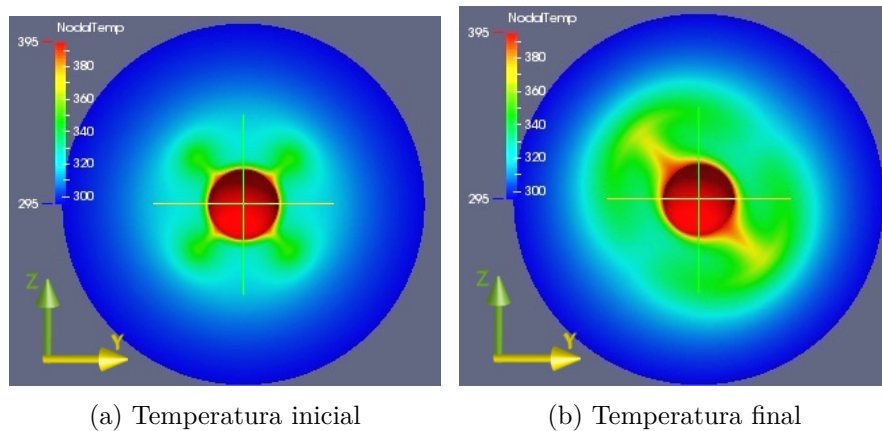 NodalTemp
395
380
360
340
320
300
295
Z
Y
(a) Temperatura inicial
NodalTemp
395
380
360
340
320
300
295
Z
Y
(b) Temperatura final